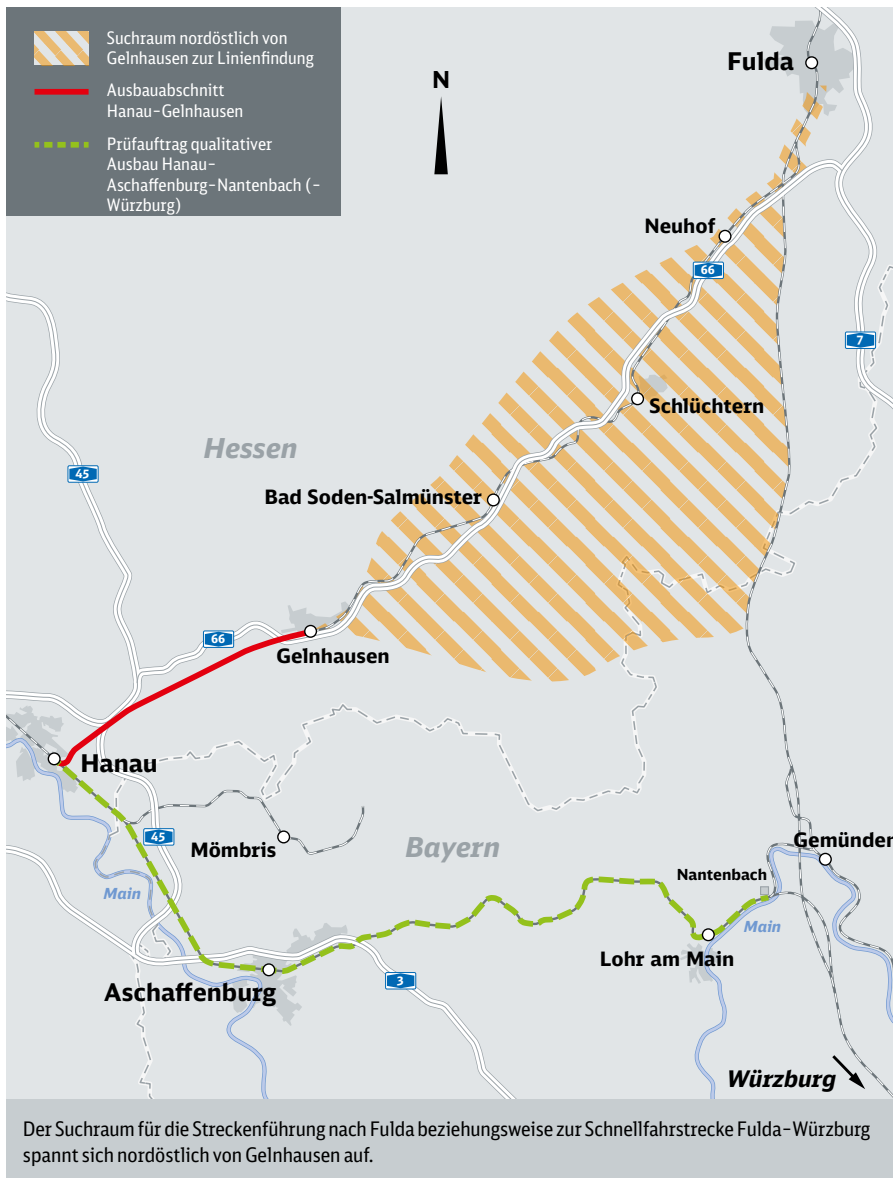 Suchraum nordöstlich von
Gelnhausen zur Linienfindung
Ausbauabschnitt
Hanau–Gelnhausen
Prüfauftrag qualitativer
Ausbau Hanau–
Aschaffenburg–Nantenbach (–
Würzburg)
N
Fulda
Neuhof
66
7
Schlüchtern
Hessen
45
Bad Soden-Salmünster
66
Gelnhausen
Hanau
45
Mömbris
Bayern
Gemünden
Nantenbach
Main
Main
Lohr am Main
Aschaffenburg
3
Würzburg
Der Suchraum für die Streckenführung nach Fulda beziehungsweise zur Schnellfahrstrecke Fulda–Würzburg
spannt sich nordöstlich von Gelnhausen auf.